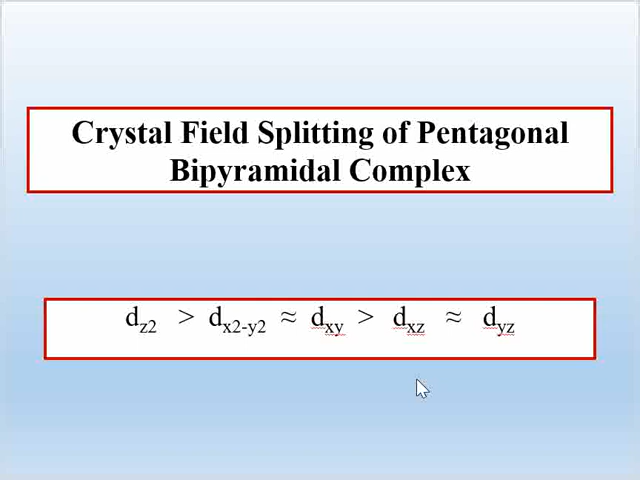 Crystal Field Splitting of Pentagonal
Bipyramidal Complex
dz2 > dx2-y2 ≈ dxy > dxz ≈ dyz